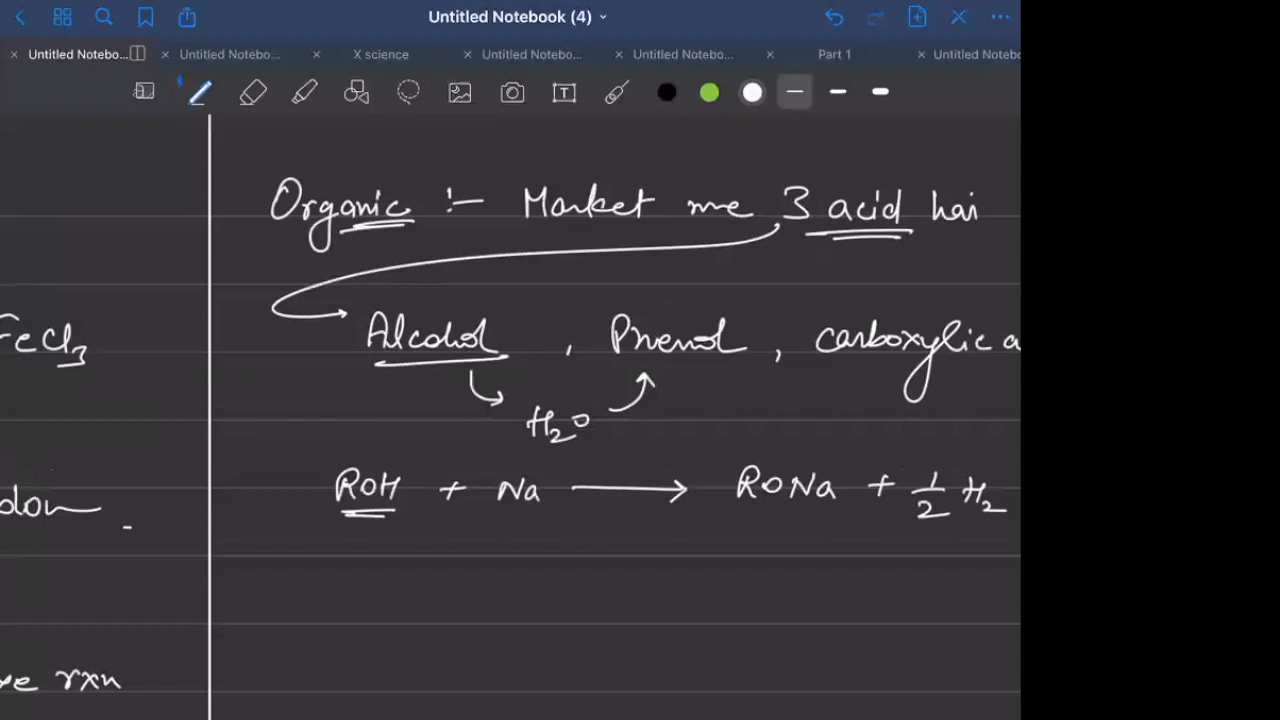 Untitled Notebook (4)
Untitled Notebo... Untitled Notebo... X science Untitled Notebo... Untitled Notebo... Part 1 Untitled Notebo
T
Organic :- Market me 3 acid hai
FeCl3
Alcohol , Phenol , carboxylic a
H2O
ROH + Na → RONa + 1/2 H2
don
rxn